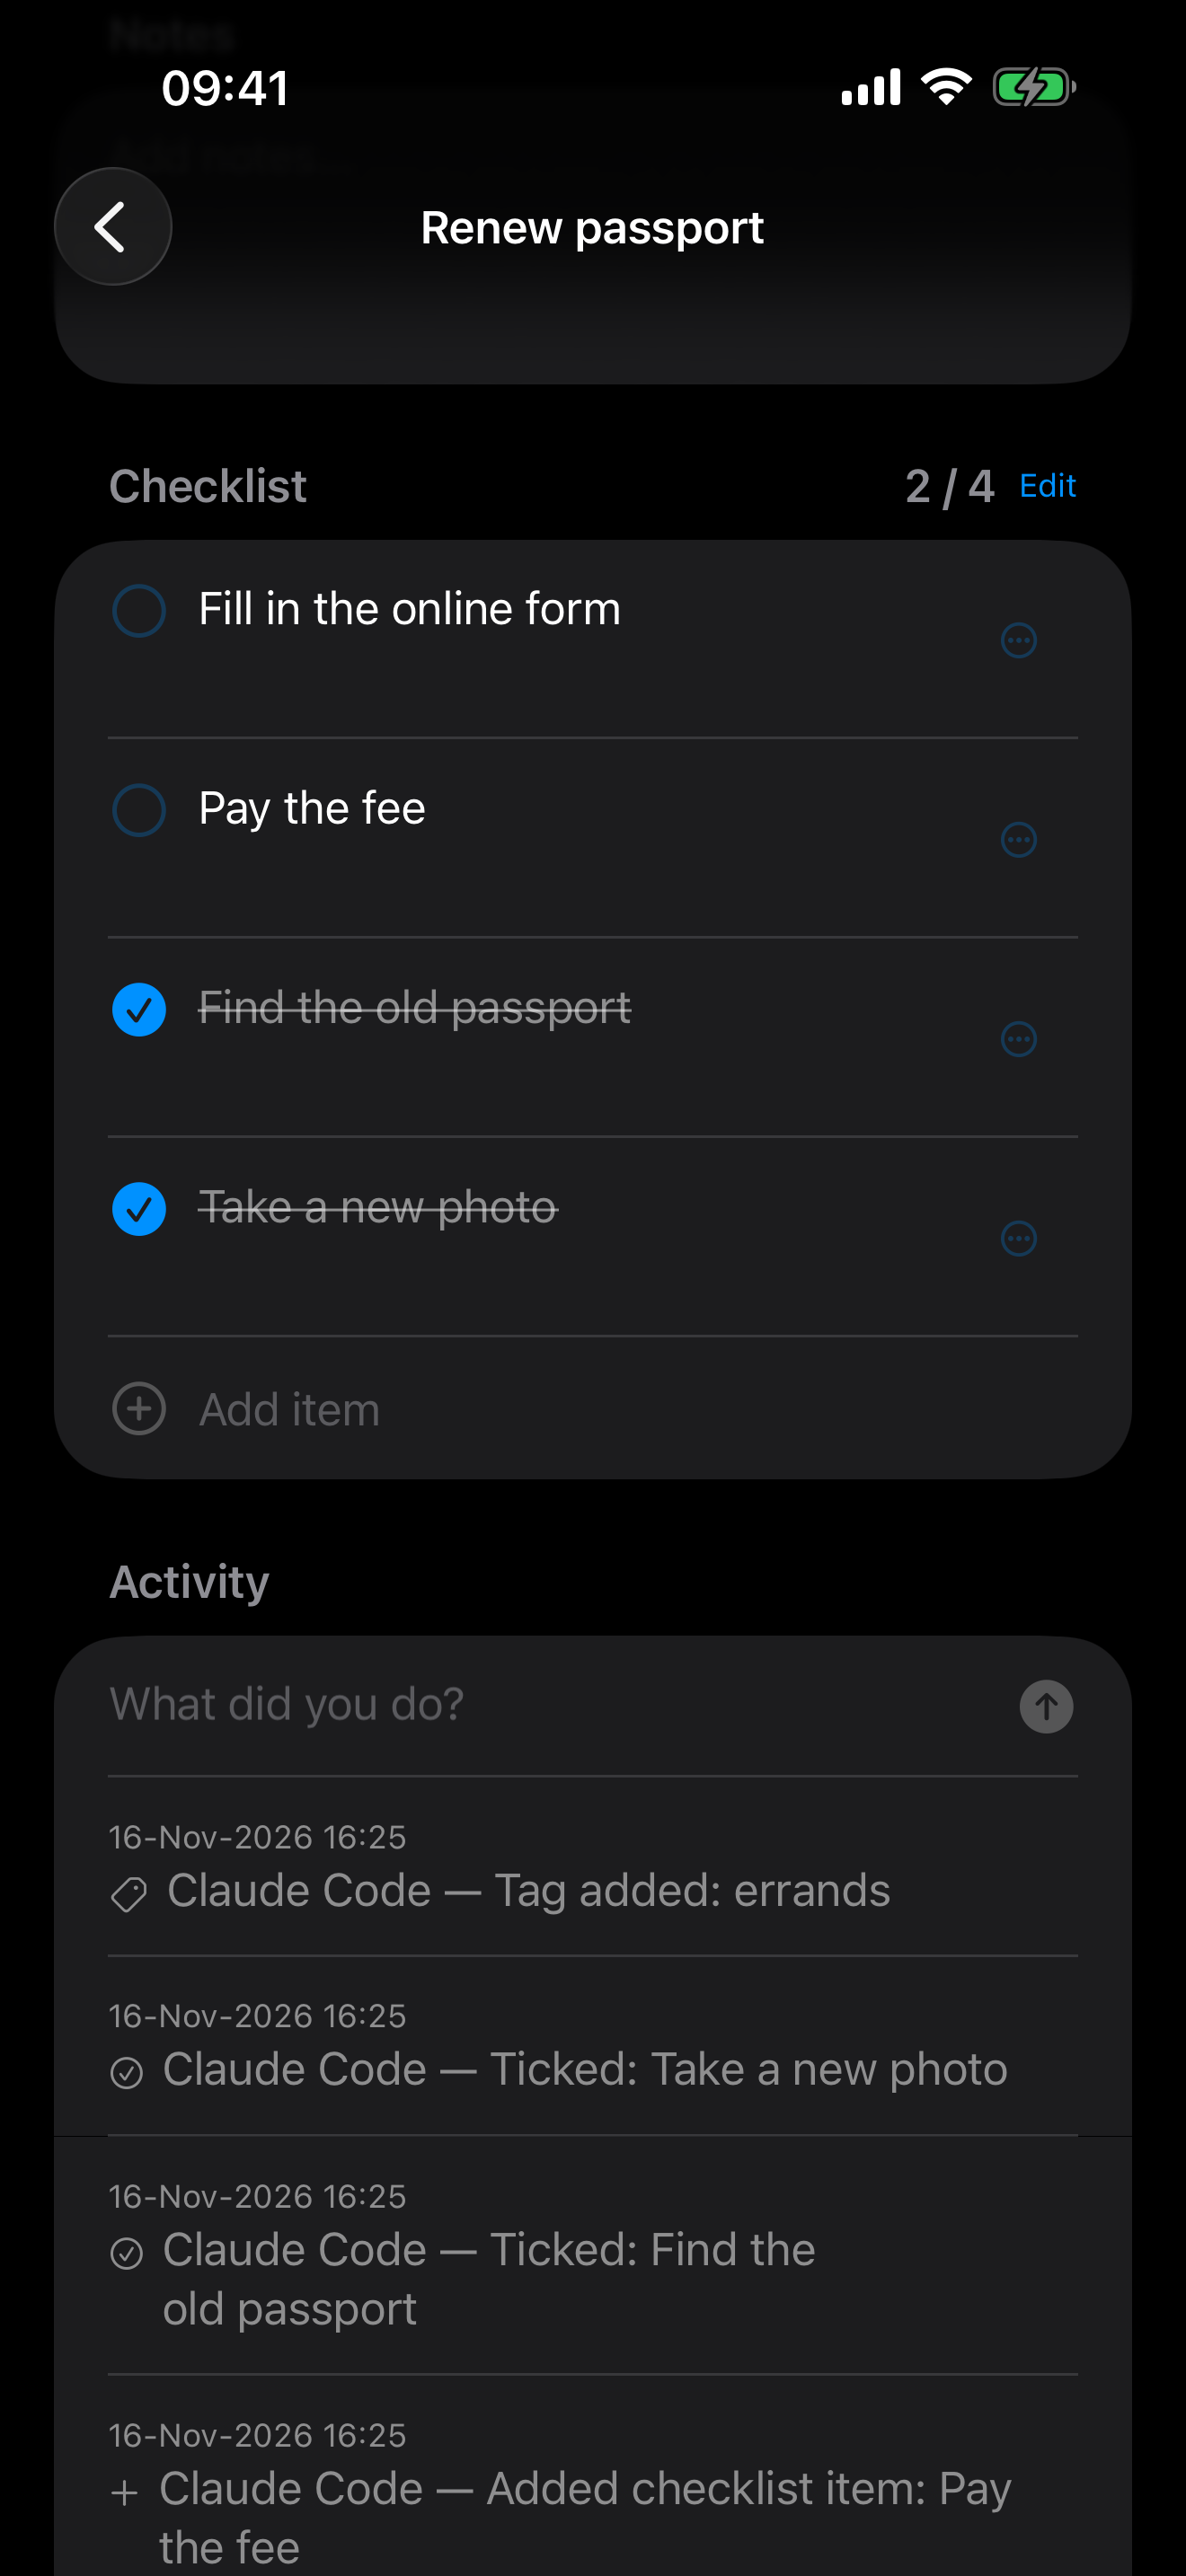 Notes
09:41
Add notes...
Renew passport
Checklist
2 / 4 Edit
Fill in the online form
Pay the fee
Find the old passport
Take a new photo
Add item
Activity
What did you do?
16-Nov-2026 16:25
Claude Code — Tag added: errands
16-Nov-2026 16:25
Claude Code — Ticked: Take a new photo
16-Nov-2026 16:25
Claude Code — Ticked: Find the
old passport
16-Nov-2026 16:25
Claude Code — Added checklist item: Pay
the fee